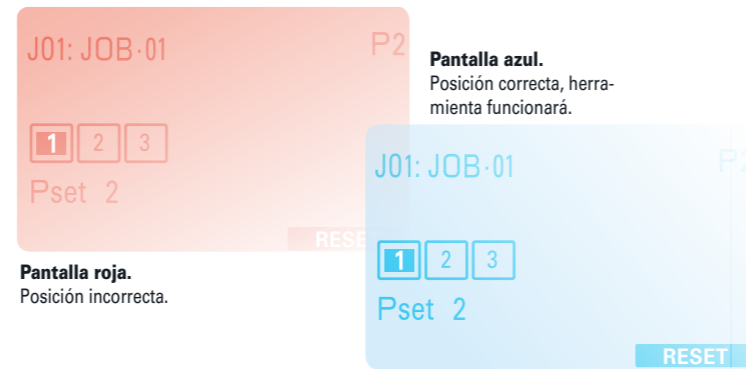 J01: JOB·01 P2
1 2 3
Pset 2
RESE
Pantalla roja.
Posición incorrecta.
Pantalla azul.
Posición correcta, herra-
mienta funcionará.
J01: JOB·01 P2
1 2 3
Pset 2
RESET